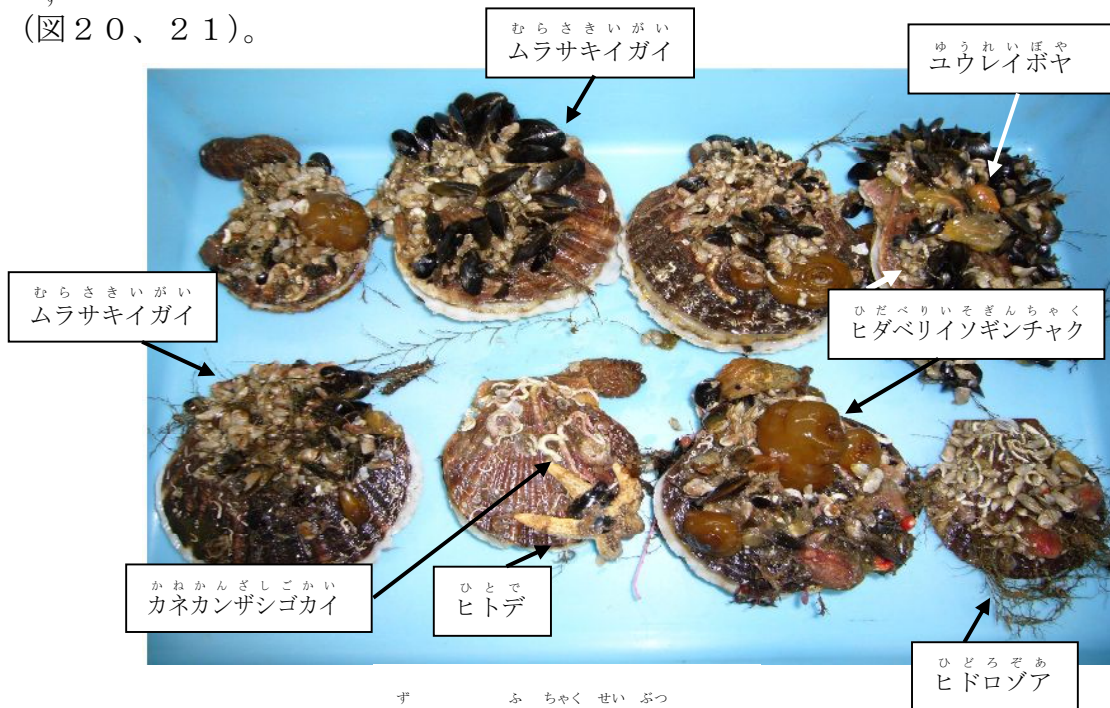 す
(図20、21)。
むらさきいがい
ムラサキイガイ
ゆうれいぼや
ユウレイボヤ
むらさきいがい
ムラサキイガイ
ひだべりいそぎんちゃく
ヒダベリイソギンチャク
かねかんざしごかい
カネカンザシゴカイ
ひとで
ヒトデ
ひどろぞあ
ヒドロゾア
ず ふ ちゃく せい ぶつ